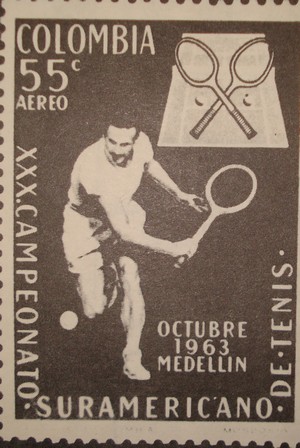 COLOMBIA
55c
AEREO
XXX.CAMPEONATO
·SURAMERICANO·
DE·TENIS·
OCTUBRE
1963
MEDELLIN